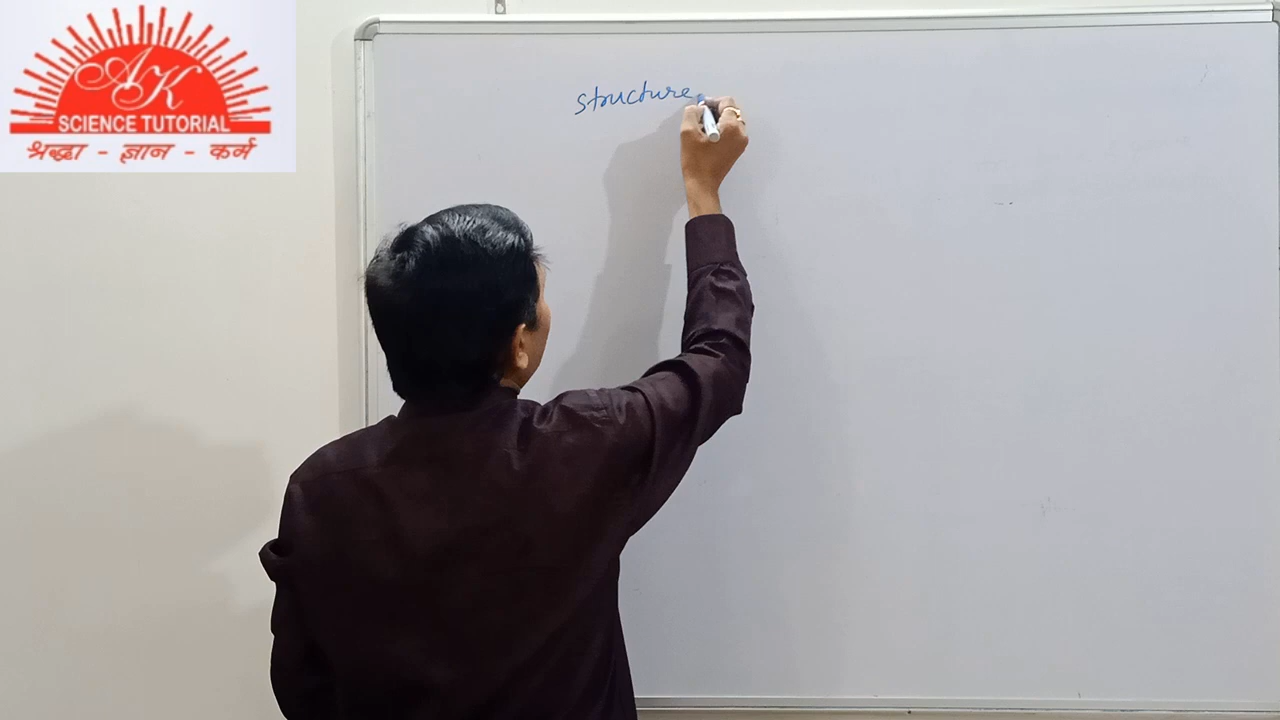 AK
SCIENCE TUTORIAL
श्रद्धा - ज्ञान - कर्म
structure